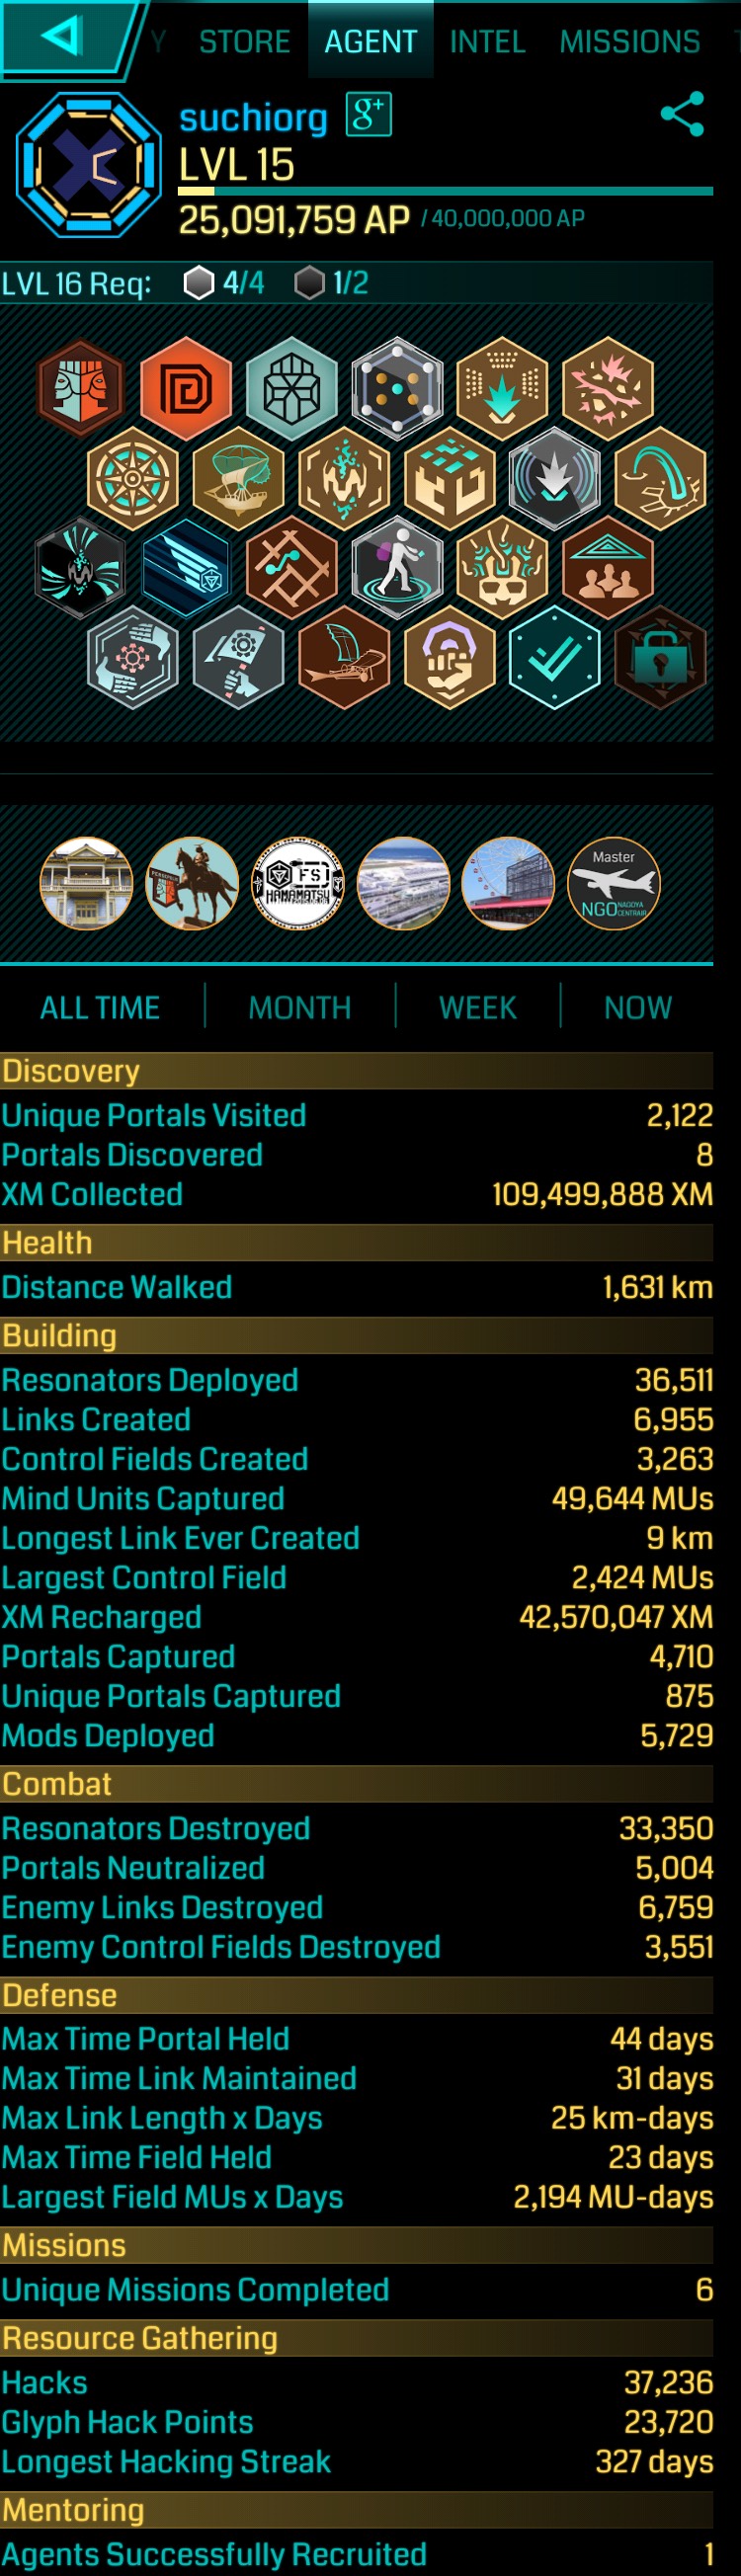 Y STORE AGENT INTEL MISSIONS
suchiorg g+
LVL 15
25,091,759 AP / 40,000,000 AP
LVL 16 Req: 4/4 1/2
PERSEPOLIS FS Master
HAMAMATSU NGO NAGOYA CENTRAIR
ALL TIME MONTH WEEK NOW
Discovery
Unique Portals Visited 2,122
Portals Discovered 8
XM Collected 109,499,888 XM
Health
Distance Walked 1,631 km
Building
Resonators Deployed 36,511
Links Created 6,955
Control Fields Created 3,263
Mind Units Captured 49,644 MUs
Longest Link Ever Created 9 km
Largest Control Field 2,424 MUs
XM Recharged 42,570,047 XM
Portals Captured 4,710
Unique Portals Captured 875
Mods Deployed 5,729
Combat
Resonators Destroyed 33,350
Portals Neutralized 5,004
Enemy Links Destroyed 6,759
Enemy Control Fields Destroyed 3,551
Defense
Max Time Portal Held 44 days
Max Time Link Maintained 31 days
Max Link Length x Days 25 km-days
Max Time Field Held 23 days
Largest Field MUs x Days 2,194 MU-days
Missions
Unique Missions Completed 6
Resource Gathering
Hacks 37,236
Glyph Hack Points 23,720
Longest Hacking Streak 327 days
Mentoring
Agents Successfully Recruited 1